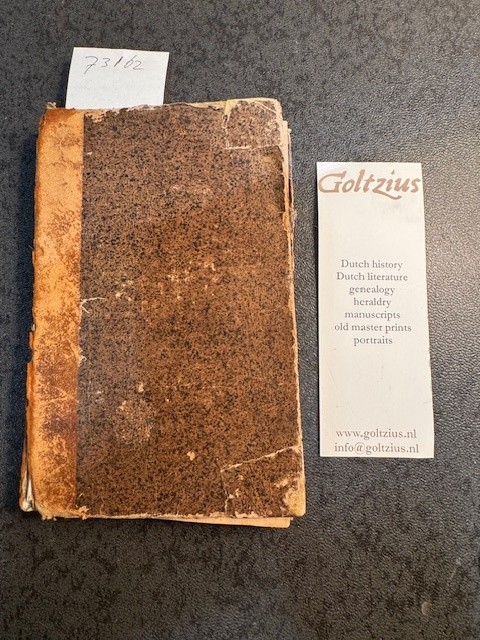 73162
Goltzius
Dutch history
Dutch literature
genealogy
heraldry
manuscripts
old master prints
portraits
www.goltzius.nl
info@goltzius.nl